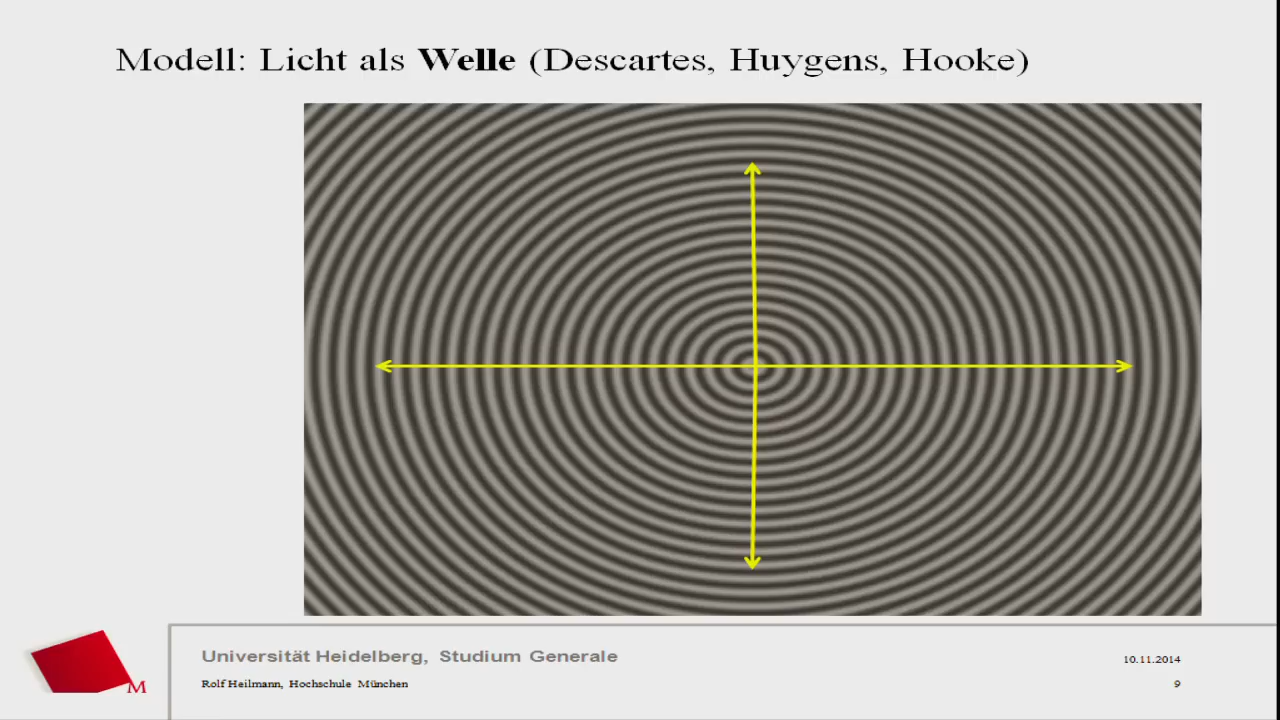 Modell: Licht als Welle (Descartes, Huygens, Hooke)
M
Universität Heidelberg, Studium Generale
10.11.2014
Rolf Heilmann, Hochschule München
9